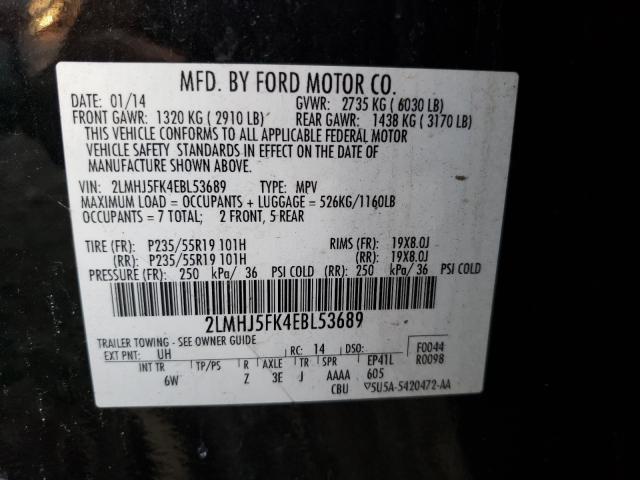 MFD. BY FORD MOTOR CO.
DATE: 01/14 GVWR: 2735 KG ( 6030 LB)
FRONT GAWR: 1320 KG ( 2910 LB) REAR GAWR: 1438 KG ( 3170 LB)
THIS VEHICLE CONFORMS TO ALL APPLICABLE FEDERAL MOTOR
VEHICLE SAFETY STANDARDS IN EFFECT ON THE DATE OF
MANUFACTURE SHOWN ABOVE.
VIN: 2LMHJ5FK4EBL53689 TYPE: MPV
MAXIMUM LOAD = OCCUPANTS + LUGGAGE = 526KG/1160LB
OCCUPANTS = 7 TOTAL; 2 FRONT, 5 REAR
TIRE (FR): P235/55R19 101H RIMS (FR): 19X8.0J
(RR): P235/55R19 101H (RR): 19X8.0J
PRESSURE (FR): 250 kPa/ 36 PSI COLD (RR): 250 kPa/ 36 PSI COLD
2LMHJ5FK4EBL53689
TRAILER TOWING - SEE OWNER GUIDE
EXT PNT: UH RC: 14 DSO: F0044
INT TR TP/PS R AXLE TR SPR EP41L R0098
6W Z 3E J AAAA 605
CBU 5U5A-5420472-AA